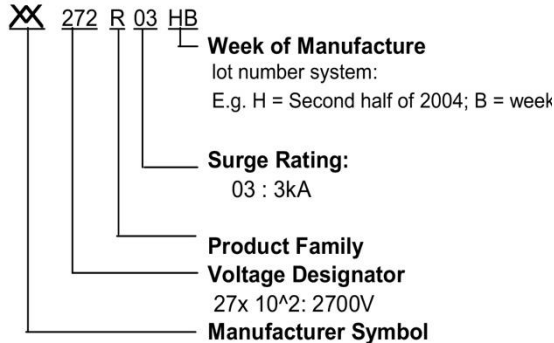 XX 272 R 03 HB
Week of Manufacture
lot number system:
E.g. H = Second half of 2004; B = week
Surge Rating:
03 : 3kA
Product Family
Voltage Designator
27x 10^2: 2700V
Manufacturer Symbol